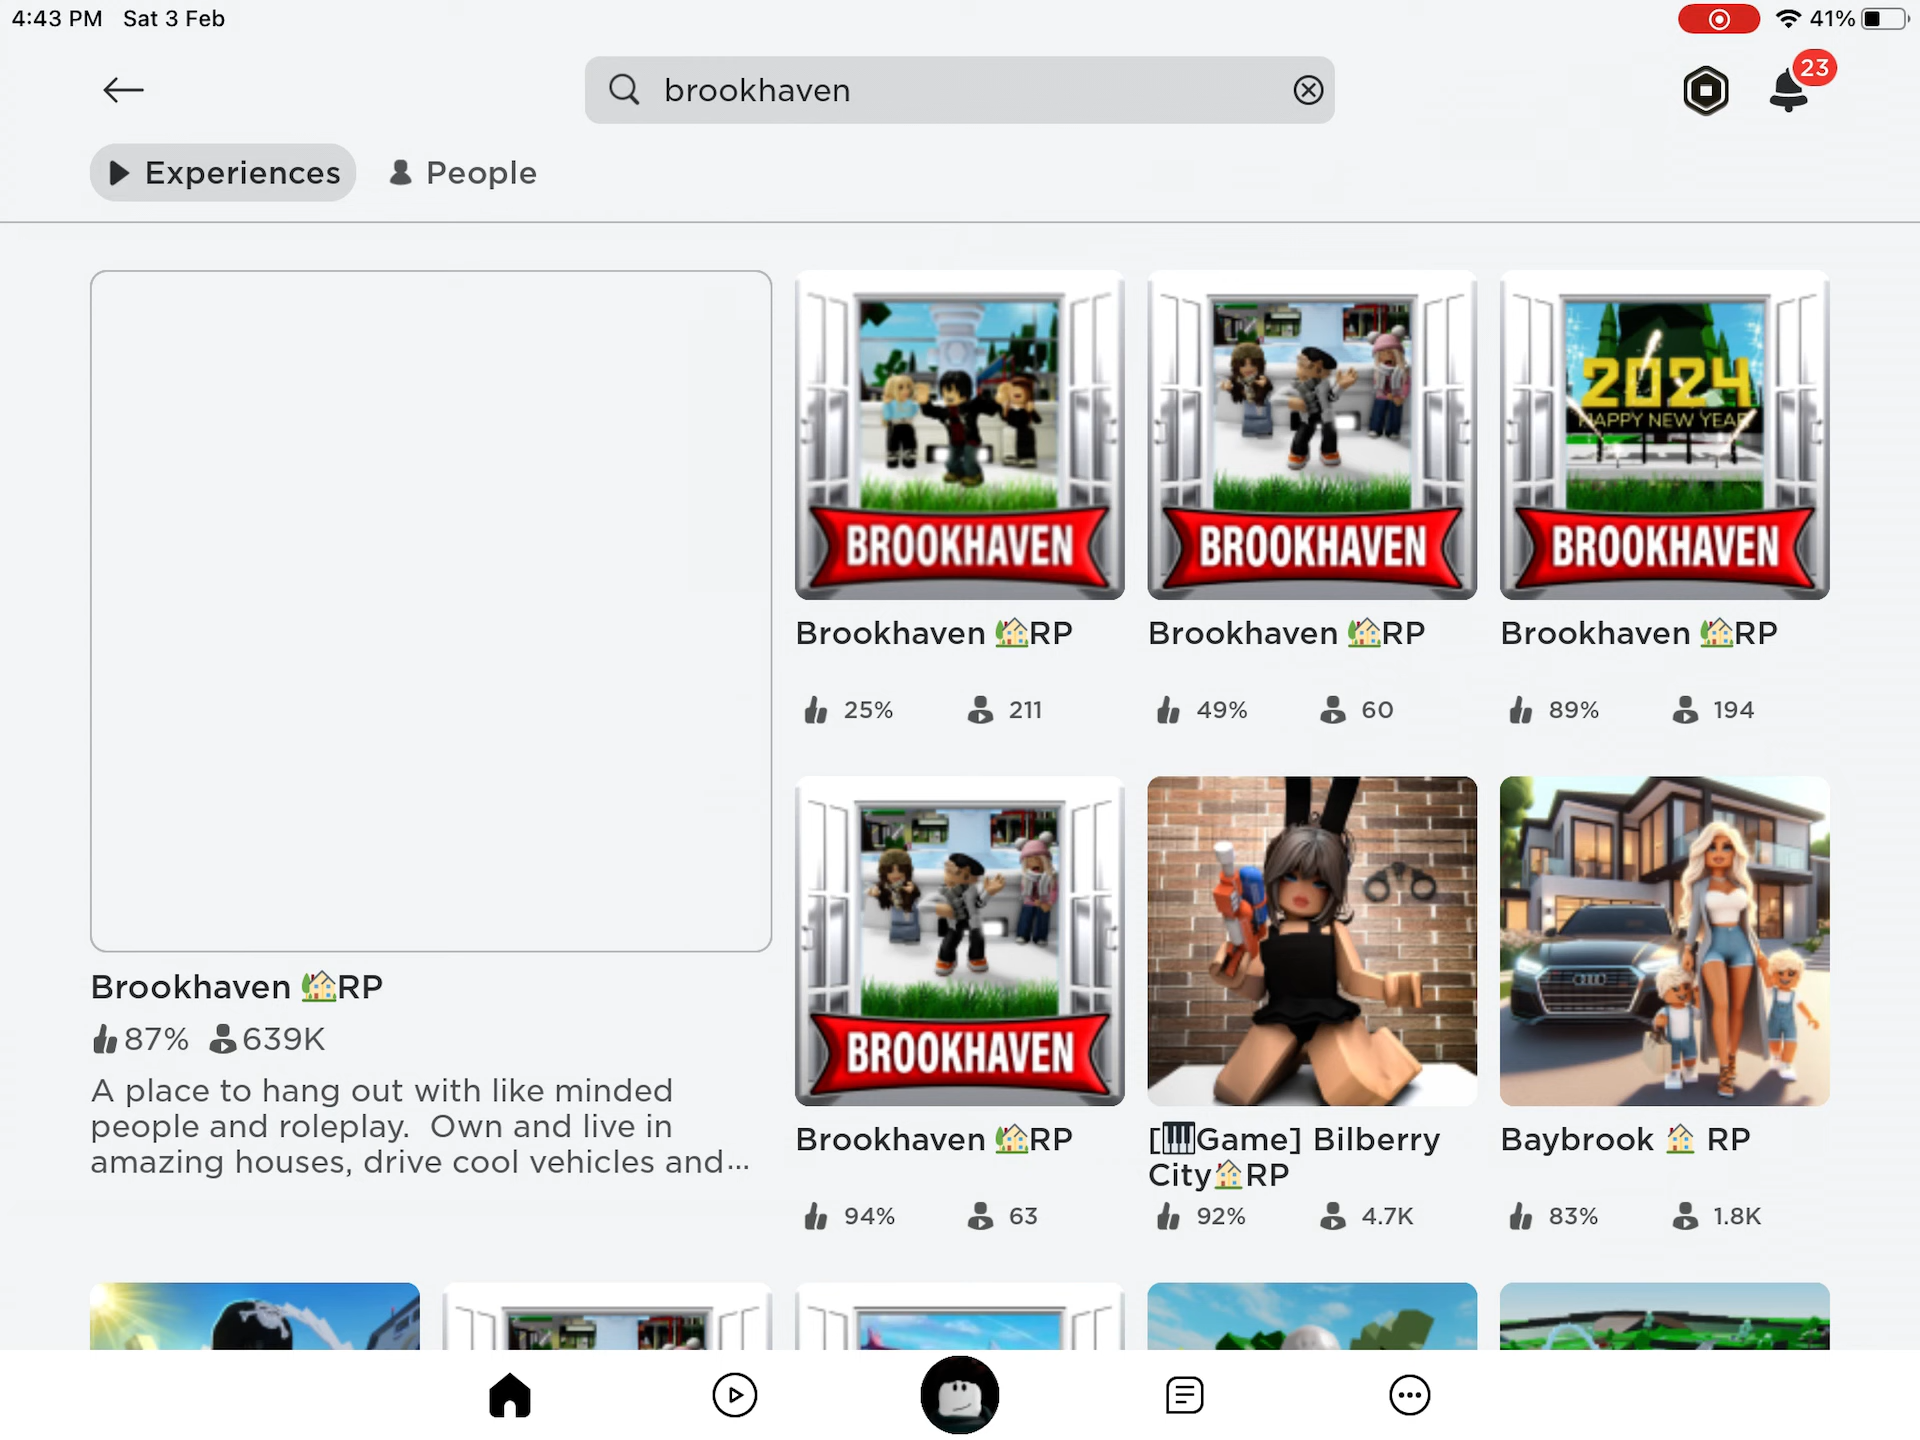 4:43 PM Sat 3 Feb
41%
brookhaven
23
Experiences
People
2024
HAPPY NEW YEAR
BROOKHAVEN
BROOKHAVEN
BROOKHAVEN
Brookhaven 🏡RP
Brookhaven 🏡RP
Brookhaven 🏡RP
25% 211
49% 60
89% 194
BROOKHAVEN
Brookhaven 🏡RP
87% 639K
A place to hang out with like minded
people and roleplay. Own and live in
amazing houses, drive cool vehicles and...
Brookhaven 🏡RP
94% 63
[🎹Game] Bilberry
City🏠RP
92% 4.7K
Baybrook 🏠 RP
83% 1.8K